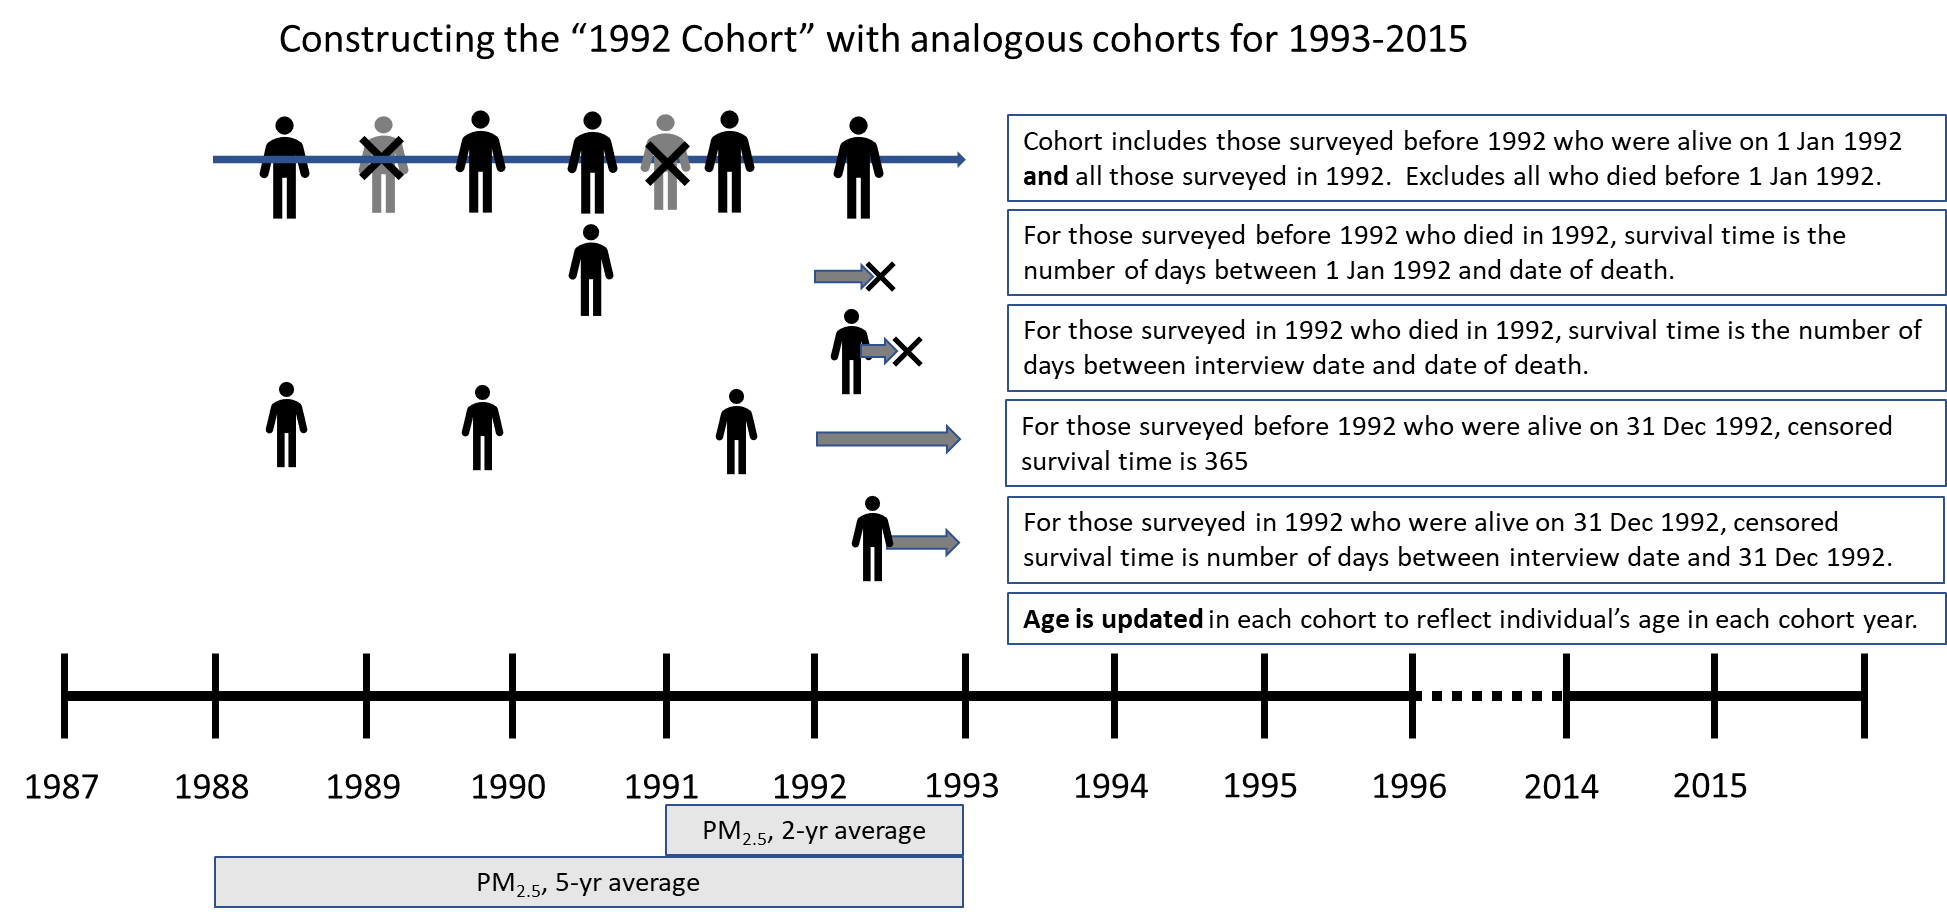 Constructing the “1992 Cohort” with analogous cohorts for 1993-2015
Cohort includes those surveyed before 1992 who were alive on 1 Jan 1992
and all those surveyed in 1992.  Excludes all who died before 1 Jan 1992.
For those surveyed before 1992 who died in 1992, survival time is the
number of days between 1 Jan 1992 and date of death.
For those surveyed in 1992 who died in 1992, survival time is the number of
days between interview date and date of death.
For those surveyed before 1992 who were alive on 31 Dec 1992, censored
survival time is 365
For those surveyed in 1992 who were alive on 31 Dec 1992, censored
survival time is number of days between interview date and 31 Dec 1992.
Age is updated in each cohort to reflect individual’s age in each cohort year.
1987 1988 1989 1990 1991 1992 1993 1994 1995 1996 2014 2015
PM2.5, 2-yr average
PM2.5, 5-yr average